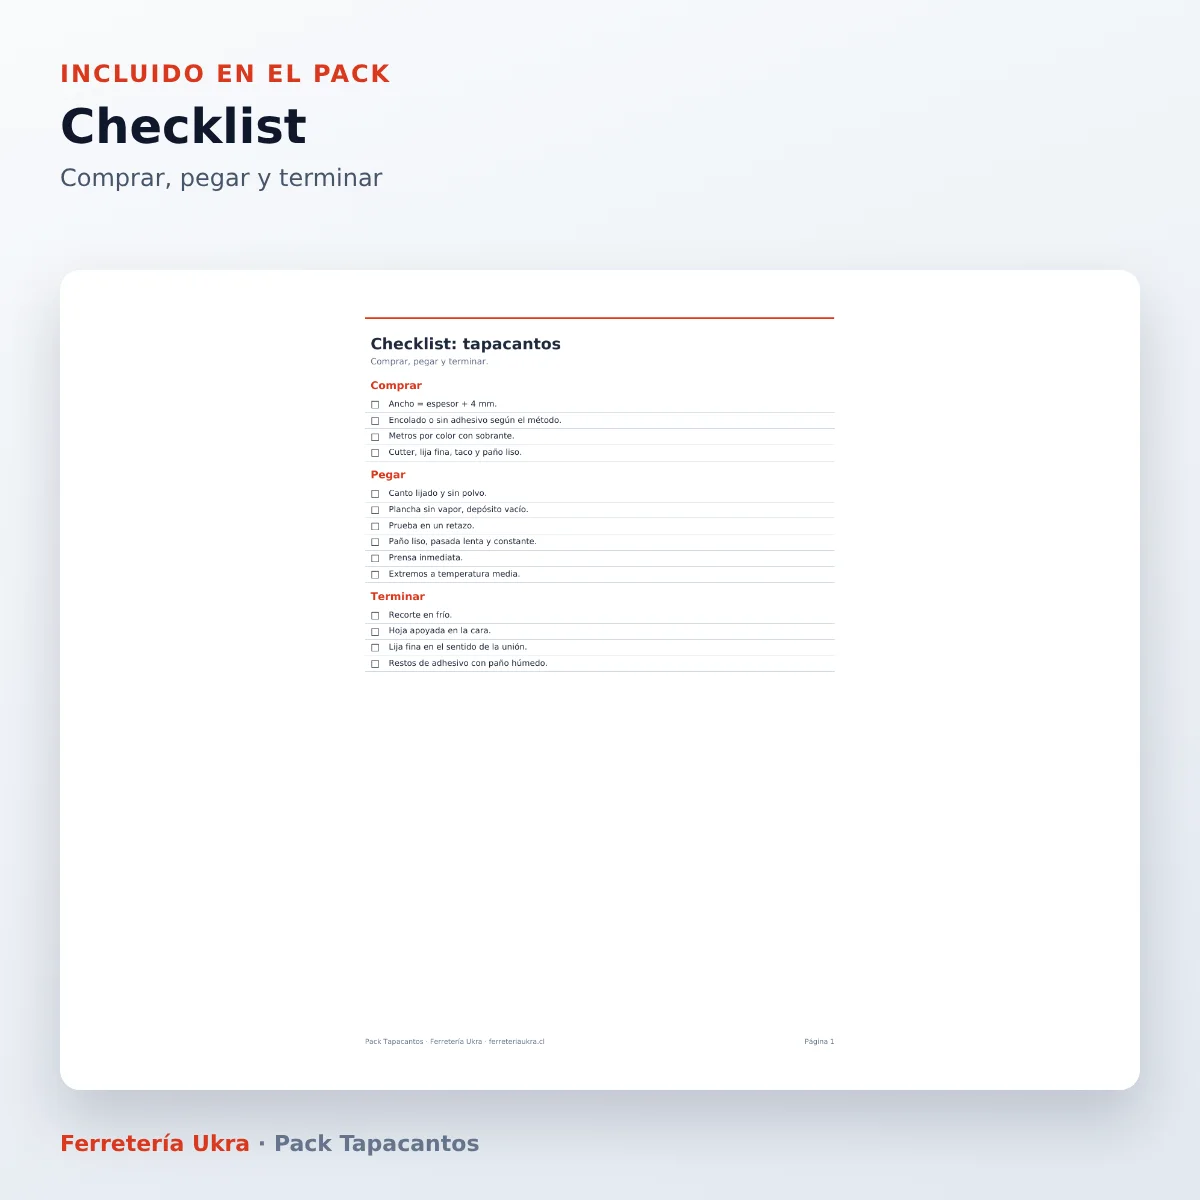 INCLUIDO EN EL PACK
Checklist
Comprar, pegar y terminar
Checklist: tapacantos
Comprar, pegar y terminar.
Comprar
Ancho = espesor + 4 mm.
Encolado o sin adhesivo según el método.
Metros por color con sobrante.
Cutter, lija fina, taco y paño liso.
Pegar
Canto lijado y sin polvo.
Plancha sin vapor, depósito vacío.
Prueba en un retazo.
Paño liso, pasada lenta y constante.
Prensa inmediata.
Extremos a temperatura media.
Terminar
Recorte en frío.
Hoja apoyada en la cara.
Lija fina en el sentido de la unión.
Restos de adhesivo con paño húmedo.
Pack Tapacantos · Ferretería Ukra · ferreteriaukra.cl Página 1
Ferretería Ukra · Pack Tapacantos